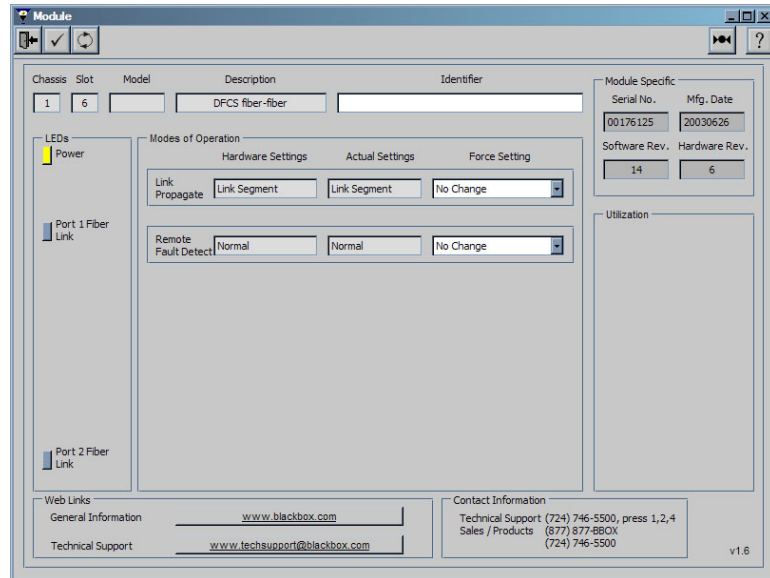 Module
Chassis Slot Model Description Identifier
1 6 DFCS fiber-fiber
Module Specific
Serial No. Mfg. Date
00176125 20030626
Software Rev. Hardware Rev.
14 6
LEDs
Power
Port 1 Fiber
Link
Port 2 Fiber
Link
Modes of Operation
Hardware Settings Actual Settings Force Setting
Link
Propagate Link Segment Link Segment No Change
Remote
Fault Detect Normal Normal No Change
Utilization
Web Links
General Information www.blackbox.com
Technical Support www.techsupport@blackbox.com
Contact Information
Technical Support (724) 746-5500, press 1,2,4
Sales / Products (877) 877-BBOX
(724) 746-5500
v1.6
?